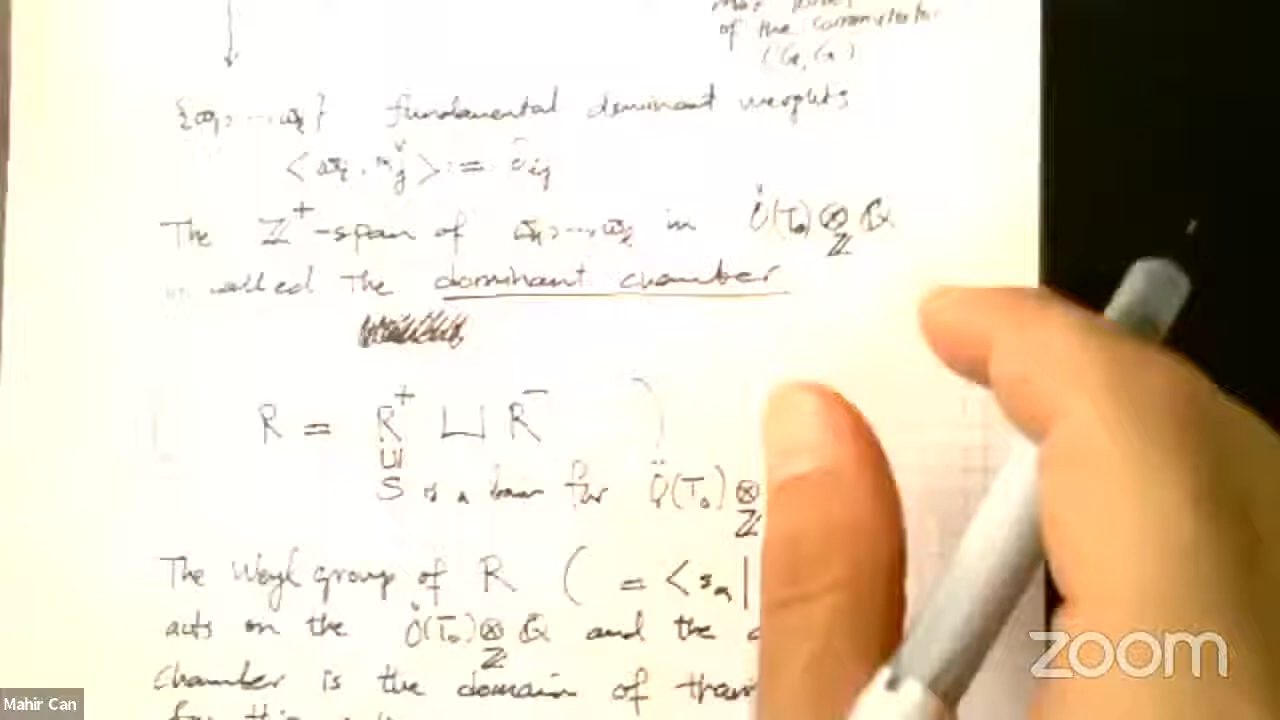 of the commutator
(G, G)
{ϖ1, ..., ϖl} fundamental dominant weights
< ϖi, αj^∨ > := δij
The Z^+-span of ϖ1, ..., ϖl in (T0) ⊗Z Q
called the dominant chamber
R = R^+ ⊔ R^- )
∪|
S is a basis for (T0) ⊗Z
The Weyl group of R ( = < sα |
acts on the (T0) ⊗Z Q and the
chamber is the domain of
for this
zoom
Mahir Can